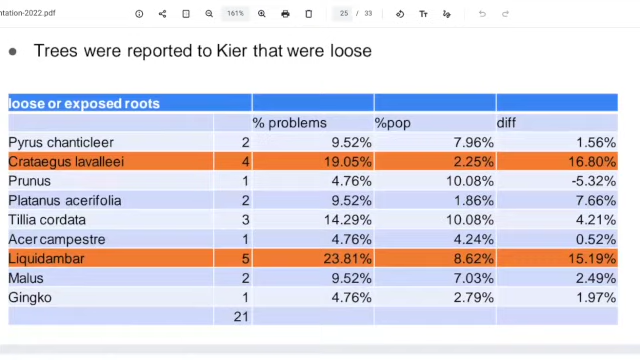 ntation-2022.pdf
161%
25 / 33
● Trees were reported to Kier that were loose
loose or exposed roots
% problems %pop diff
Pyrus chanticleer 2 9.52% 7.96% 1.56%
Crataegus lavalleei 4 19.05% 2.25% 16.80%
Prunus 1 4.76% 10.08% -5.32%
Platanus acerifolia 2 9.52% 1.86% 7.66%
Tillia cordata 3 14.29% 10.08% 4.21%
Acer campestre 1 4.76% 4.24% 0.52%
Liquidambar 5 23.81% 8.62% 15.19%
Malus 2 9.52% 7.03% 2.49%
Gingko 1 4.76% 2.79% 1.97%
21